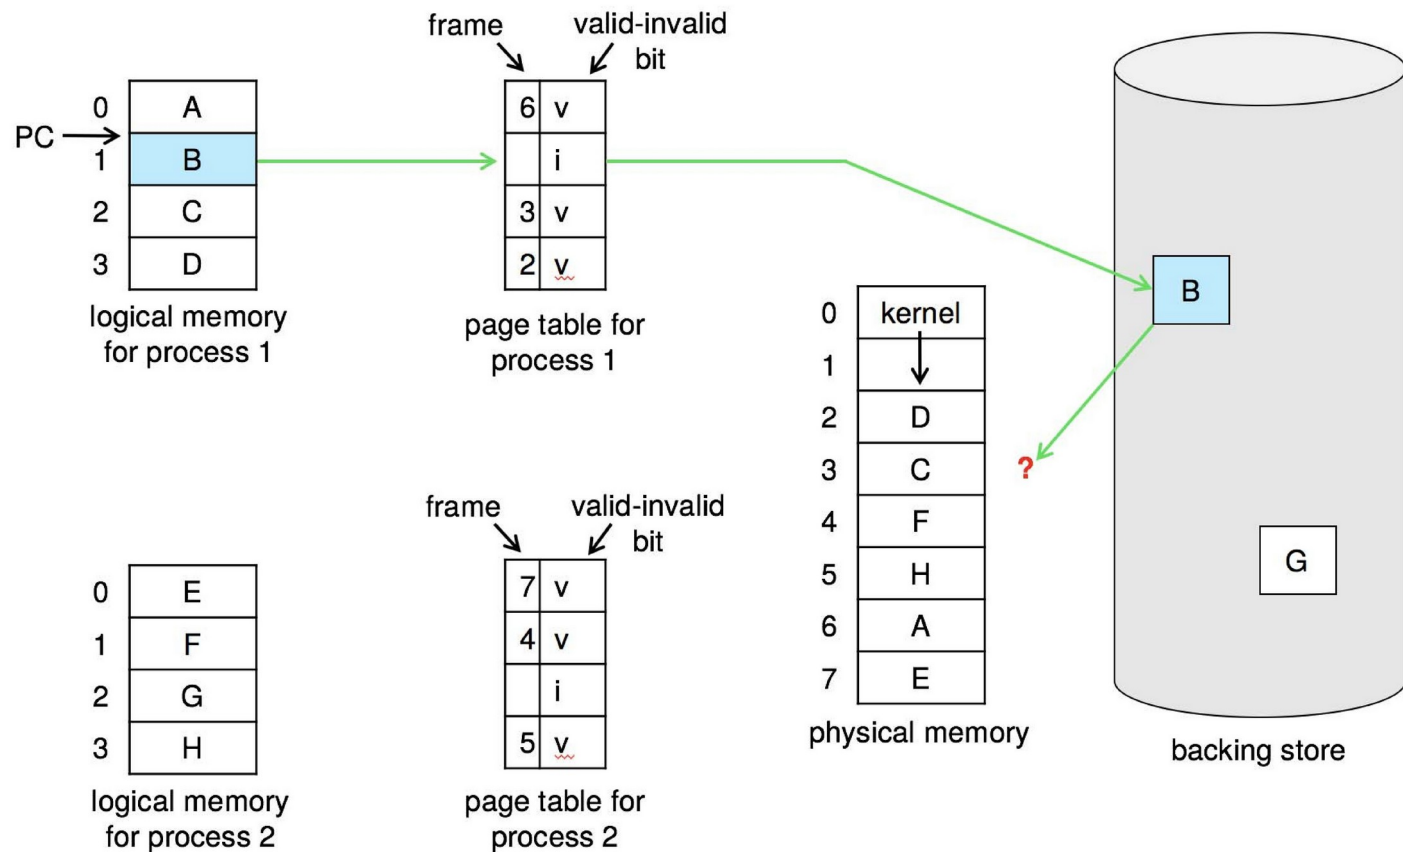 frame
valid-invalid
bit
PC
0
A
1
B
2
C
3
D
logical memory
for process 1
6 v
i
3 v
2 v
page table for
process 1
B
G
backing store
0
kernel
1
2
D
3
C
4
F
5
H
6
A
7
E
physical memory
?
0
E
1
F
2
G
3
H
logical memory
for process 2
frame
valid-invalid
bit
7 v
4 v
i
5 v
page table for
process 2